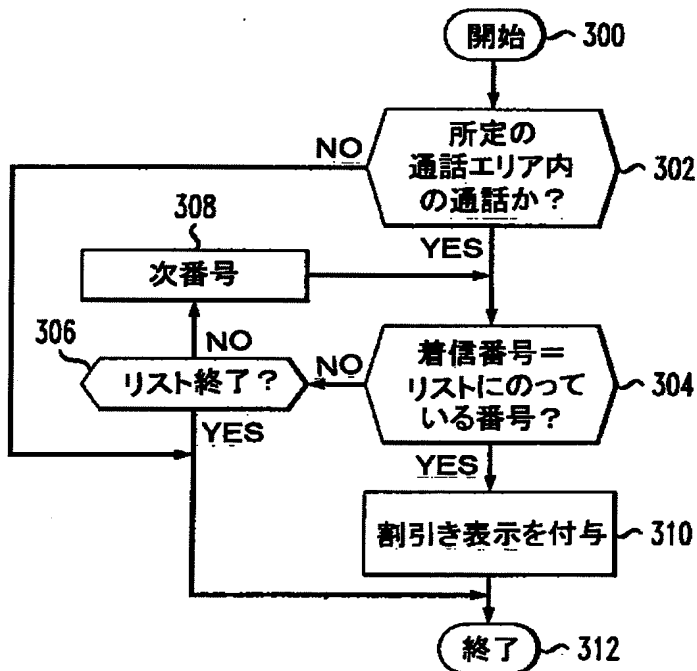 開始
300
所定の
通話エリア内
の通話か?
302
NO
YES
308
次番号
306
リスト終了?
NO
YES
NO
着信番号=
リストにのって
いる番号?
304
YES
割引き表示を付与
310
終了
312